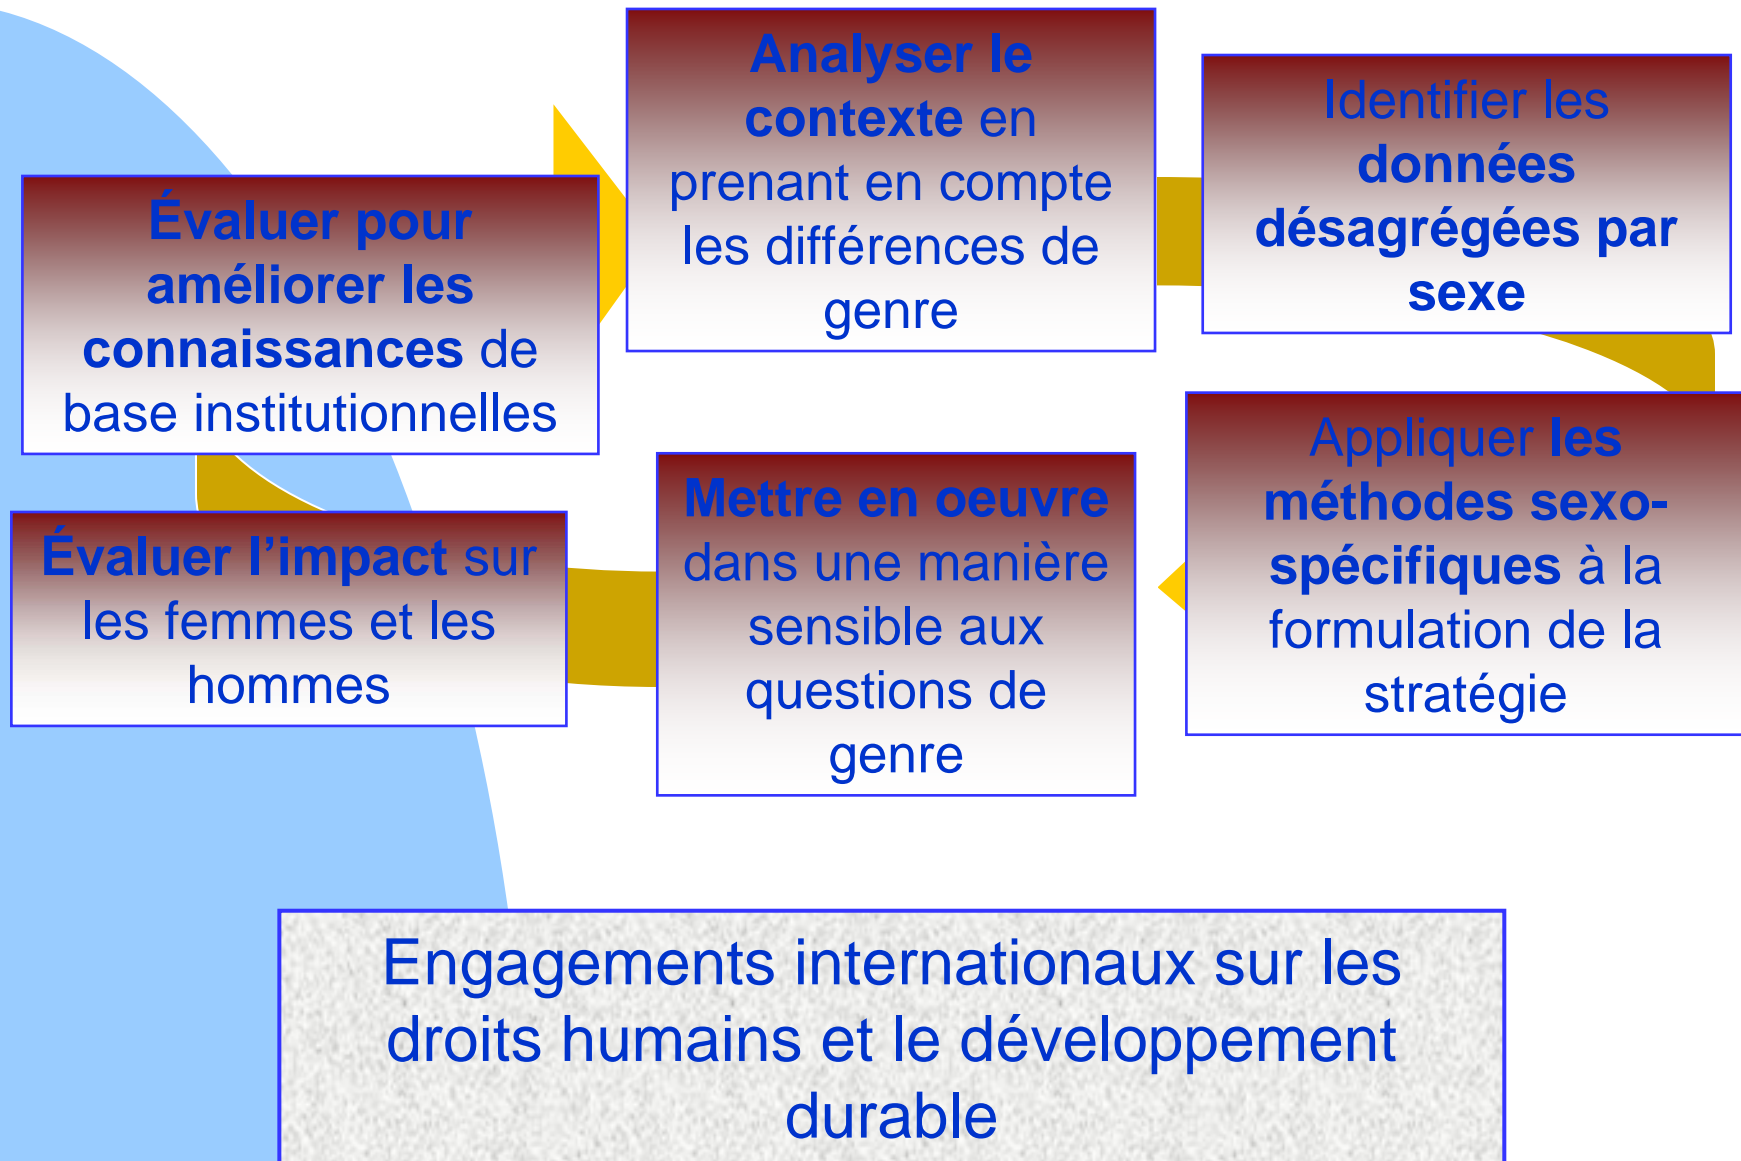 Analyser le
contexte en
prenant en compte
les différences de
genre
Identifier les
données
désagrégées par
sexe
Appliquer les
méthodes sexo-
spécifiques à la
formulation de la
stratégie
Mettre en oeuvre
dans une manière
sensible aux
questions de
genre
Évaluer l’impact sur
les femmes et les
hommes
Évaluer pour
améliorer les
connaissances de
base institutionnelles
Engagements internationaux sur les
droits humains et le développement
durable